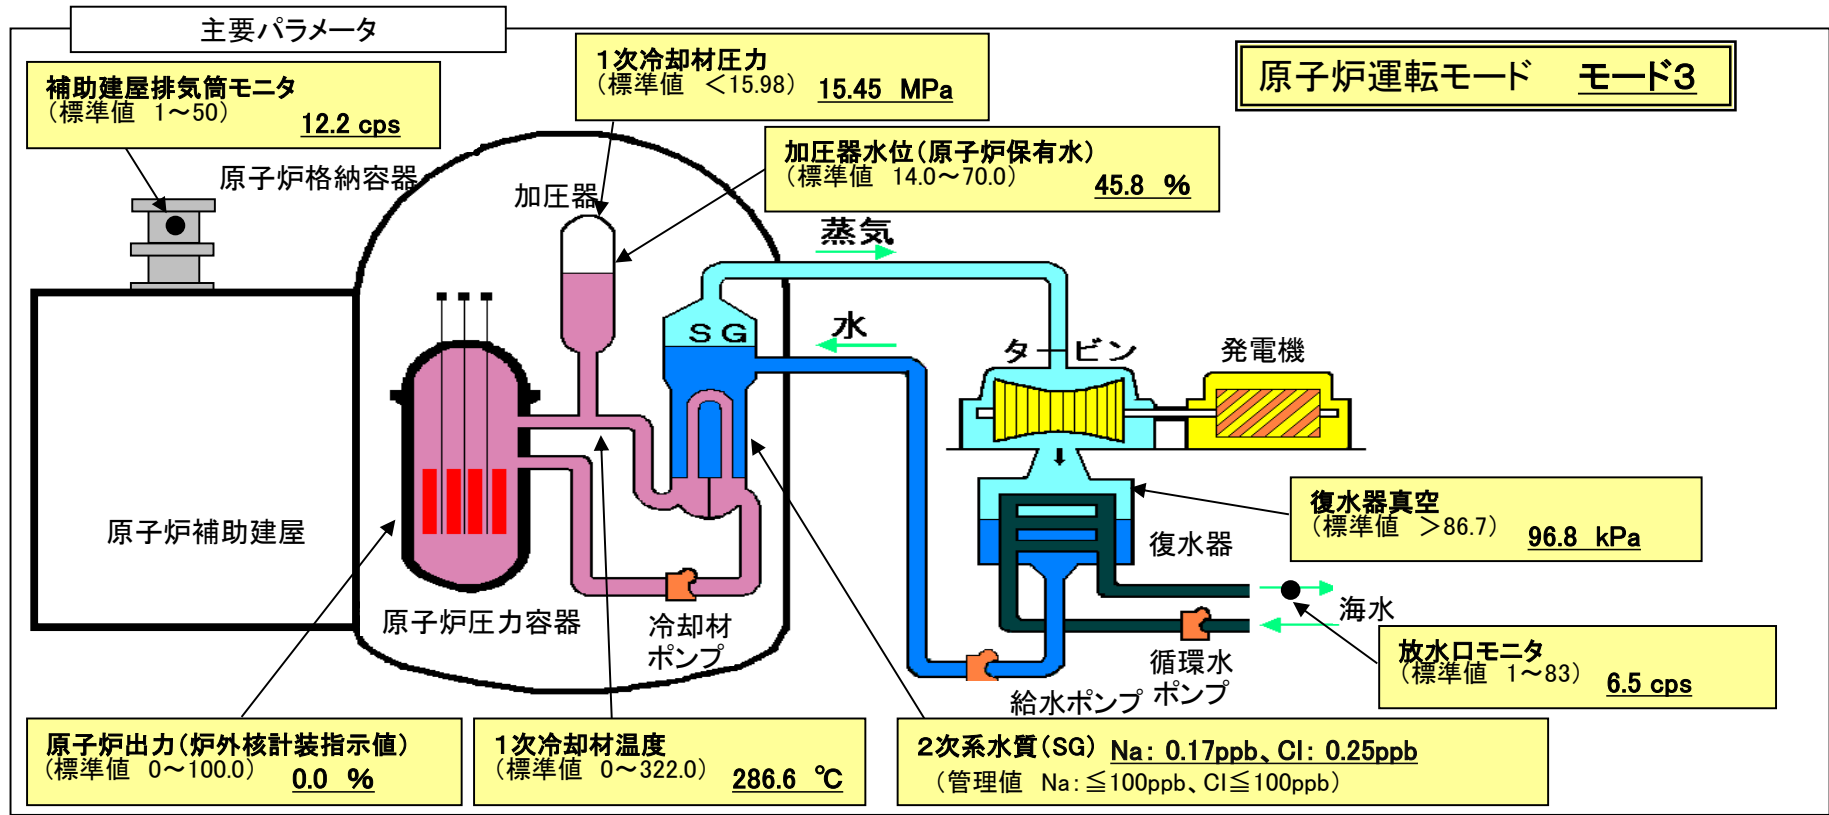 主要パラメータ
原子炉運転モード　モード3
補助建屋排気筒モニタ
（標準値　1～50）
12.2 cps
1次冷却材圧力
（標準値　＜15.98）
15.45 MPa
加圧器水位（原子炉保有水）
（標準値　14.0～70.0）
45.8 %
原子炉格納容器
加圧器
蒸気
SG
水
タービン
発電機
原子炉補助建屋
復水器真空
（標準値　＞86.7）
96.8 kPa
復水器
原子炉圧力容器
冷却材
ポンプ
海水
循環水
ポンプ
給水ポンプ
放水口モニタ
（標準値　1～83）
6.5 cps
原子炉出力（炉外核計装指示値）
（標準値　0～100.0）
0.0 %
1次冷却材温度
（標準値　0～322.0）
286.6 ℃
2次系水質（SG） Na: 0.17ppb、Cl: 0.25ppb
（管理値　Na:≦100ppb、Cl≦100ppb）